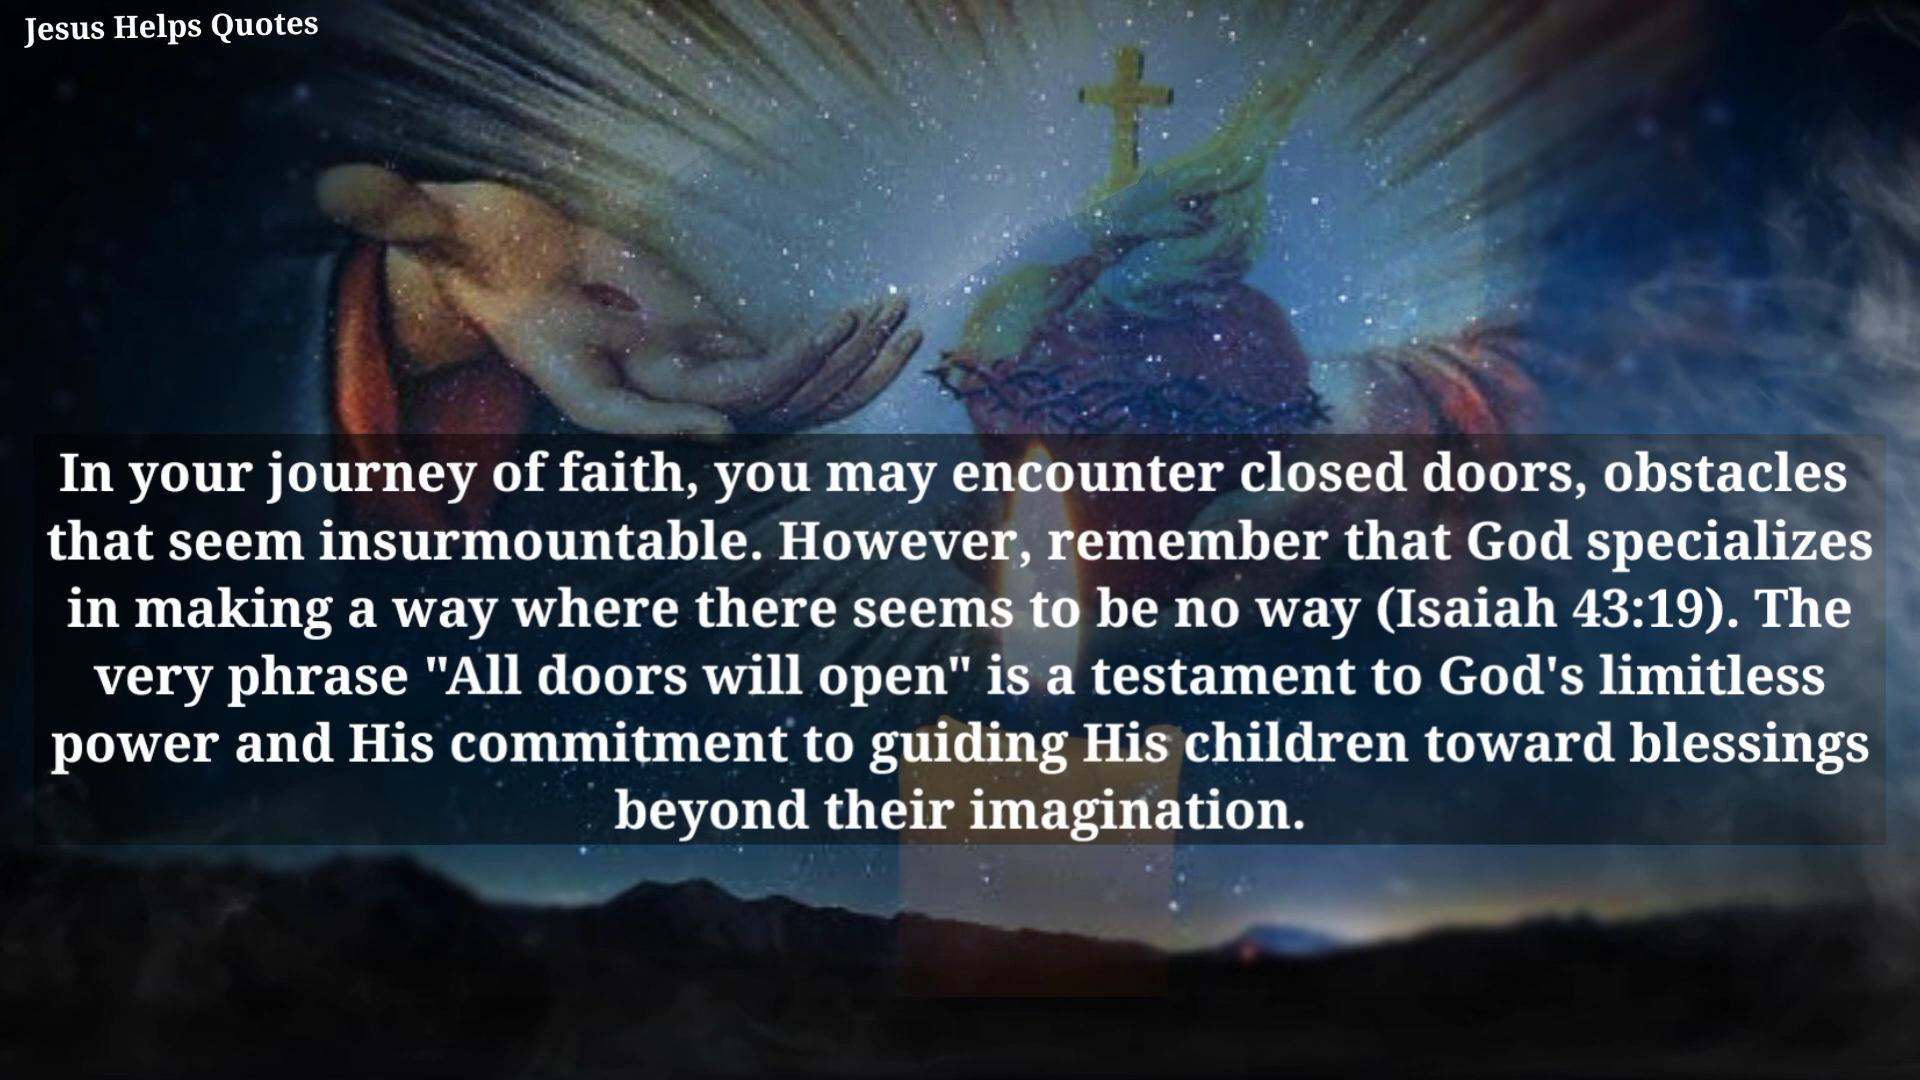 Jesus Helps Quotes
In your journey of faith, you may encounter closed doors, obstacles
that seem insurmountable. However, remember that God specializes
in making a way where there seems to be no way (Isaiah 43:19). The
very phrase "All doors will open" is a testament to God's limitless
power and His commitment to guiding His children toward blessings
beyond their imagination.